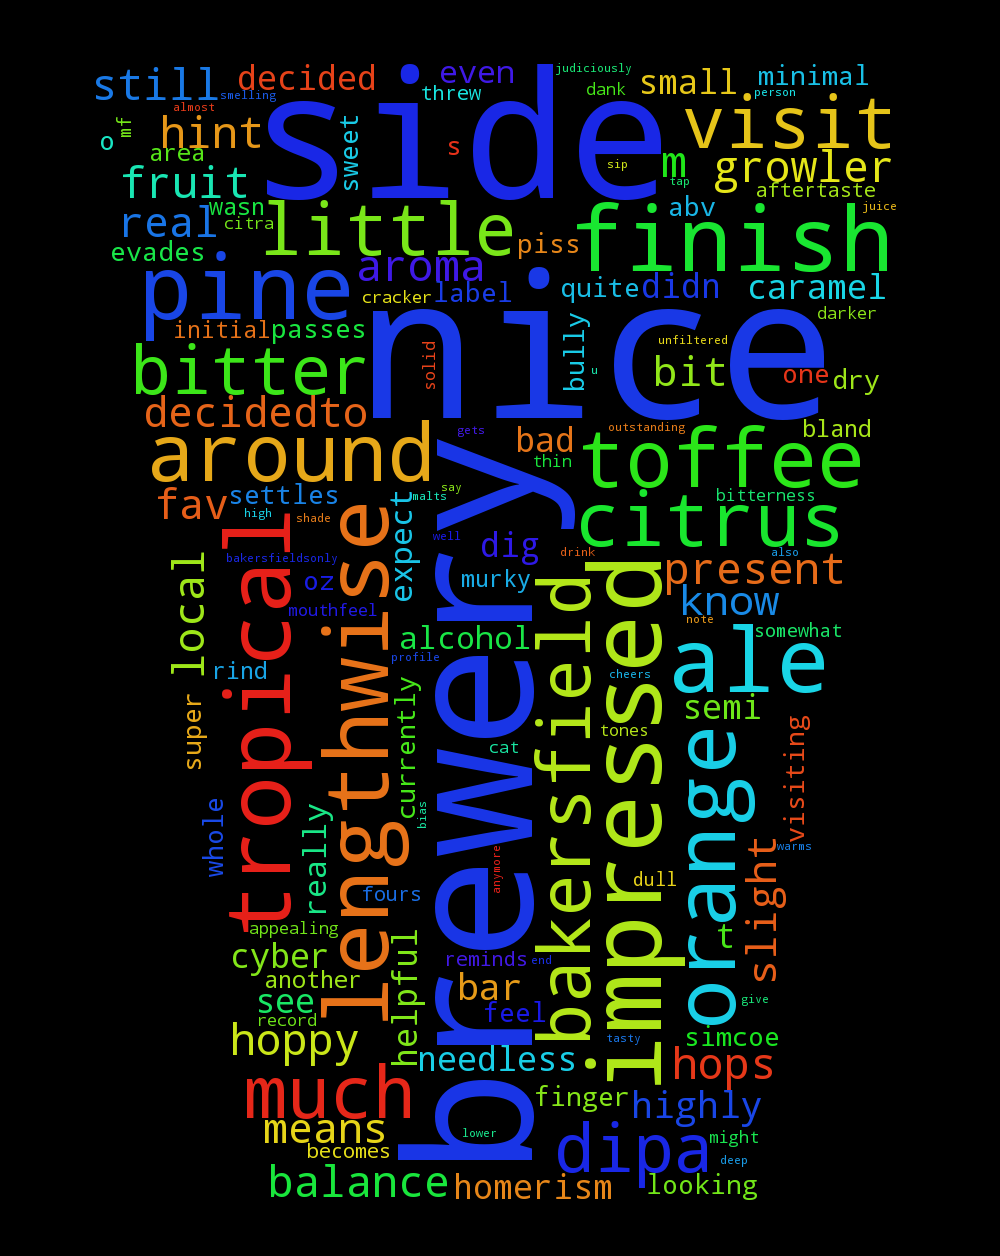 still
decided
even
judiciously
small
minimal
smelling
threw
dank
person
almost
side
visit
mf
hint
o
area
sweet
s
sip
m
growler
fruit
tap
aftertaste
real
wasn
citra
little
abv
juice
evades
piss
finish
pine
aroma
cracker
label
quite
didn
caramel
darker
initial
passes
nice
solid
bully
unfiltered
u
bit
one
dry
bitter
decidedto
around
gets
bad
outstanding
bland
thin
toffee
fav
settles
malts
say
bitterness
high
shade
expect
well
dig
citrus
bakersfieldsonly
drink
also
local
oz
murky
present
mouthfeel
know
note
tropical
lengthwise
brewery
bakersfield
impressed
alcohol
somewhat
profile
ale
rind
cheers
super
currently
semi
cat
tones
orange
visiting
whole
really
bias
anymore
warms
fours
dull
slight
appealing
t
cyber
helpful
reminds
end
another
bar
see
feel
give
record
hoppy
needless
tasty
simcoe
hops
much
finger
highly
means
lower
dipa
might
becomes
deep
balance
homerism
looking